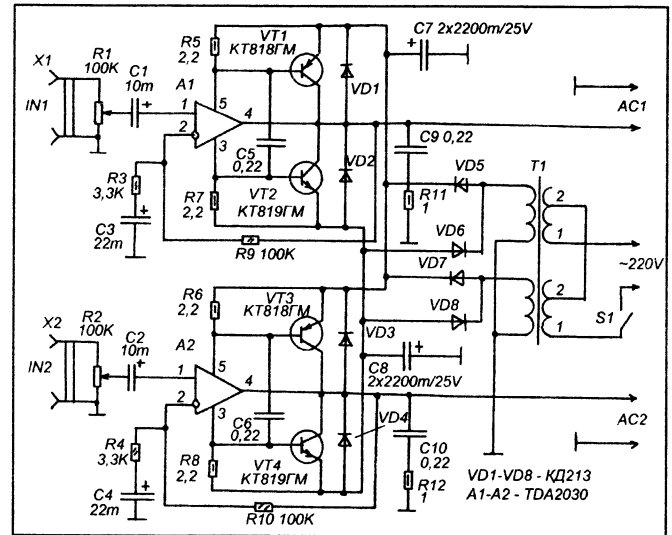 X1
R1
100K
C1
10m
+
IN1
R3
3,3K
C3
22m
+
A1
1
2
5
4
3
R5
2,2
VT1
КТ818ГМ
C5
0,22
VT2
КТ819ГМ
R7
2,2
R9 100K
VD1
VD2
C7 2x2200m/25V
+
C9 0,22
R11
1
AC1
VD5
VD6
VD7
VD8
T1
2
1
2
1
~220V
S1
X2
R2
100K
C2
10m
+
IN2
R4
3,3K
C4
22m
+
A2
1
2
5
4
3
R6
2,2
VT3
КТ818ГМ
C6
0,22
VT4
КТ819ГМ
R8
2,2
R10 100K
VD3
VD4
C8
+
2x2200m/25V
C10
0,22
R12
1
AC2
VD1-VD8 - КД213
A1-A2 - TDA2030